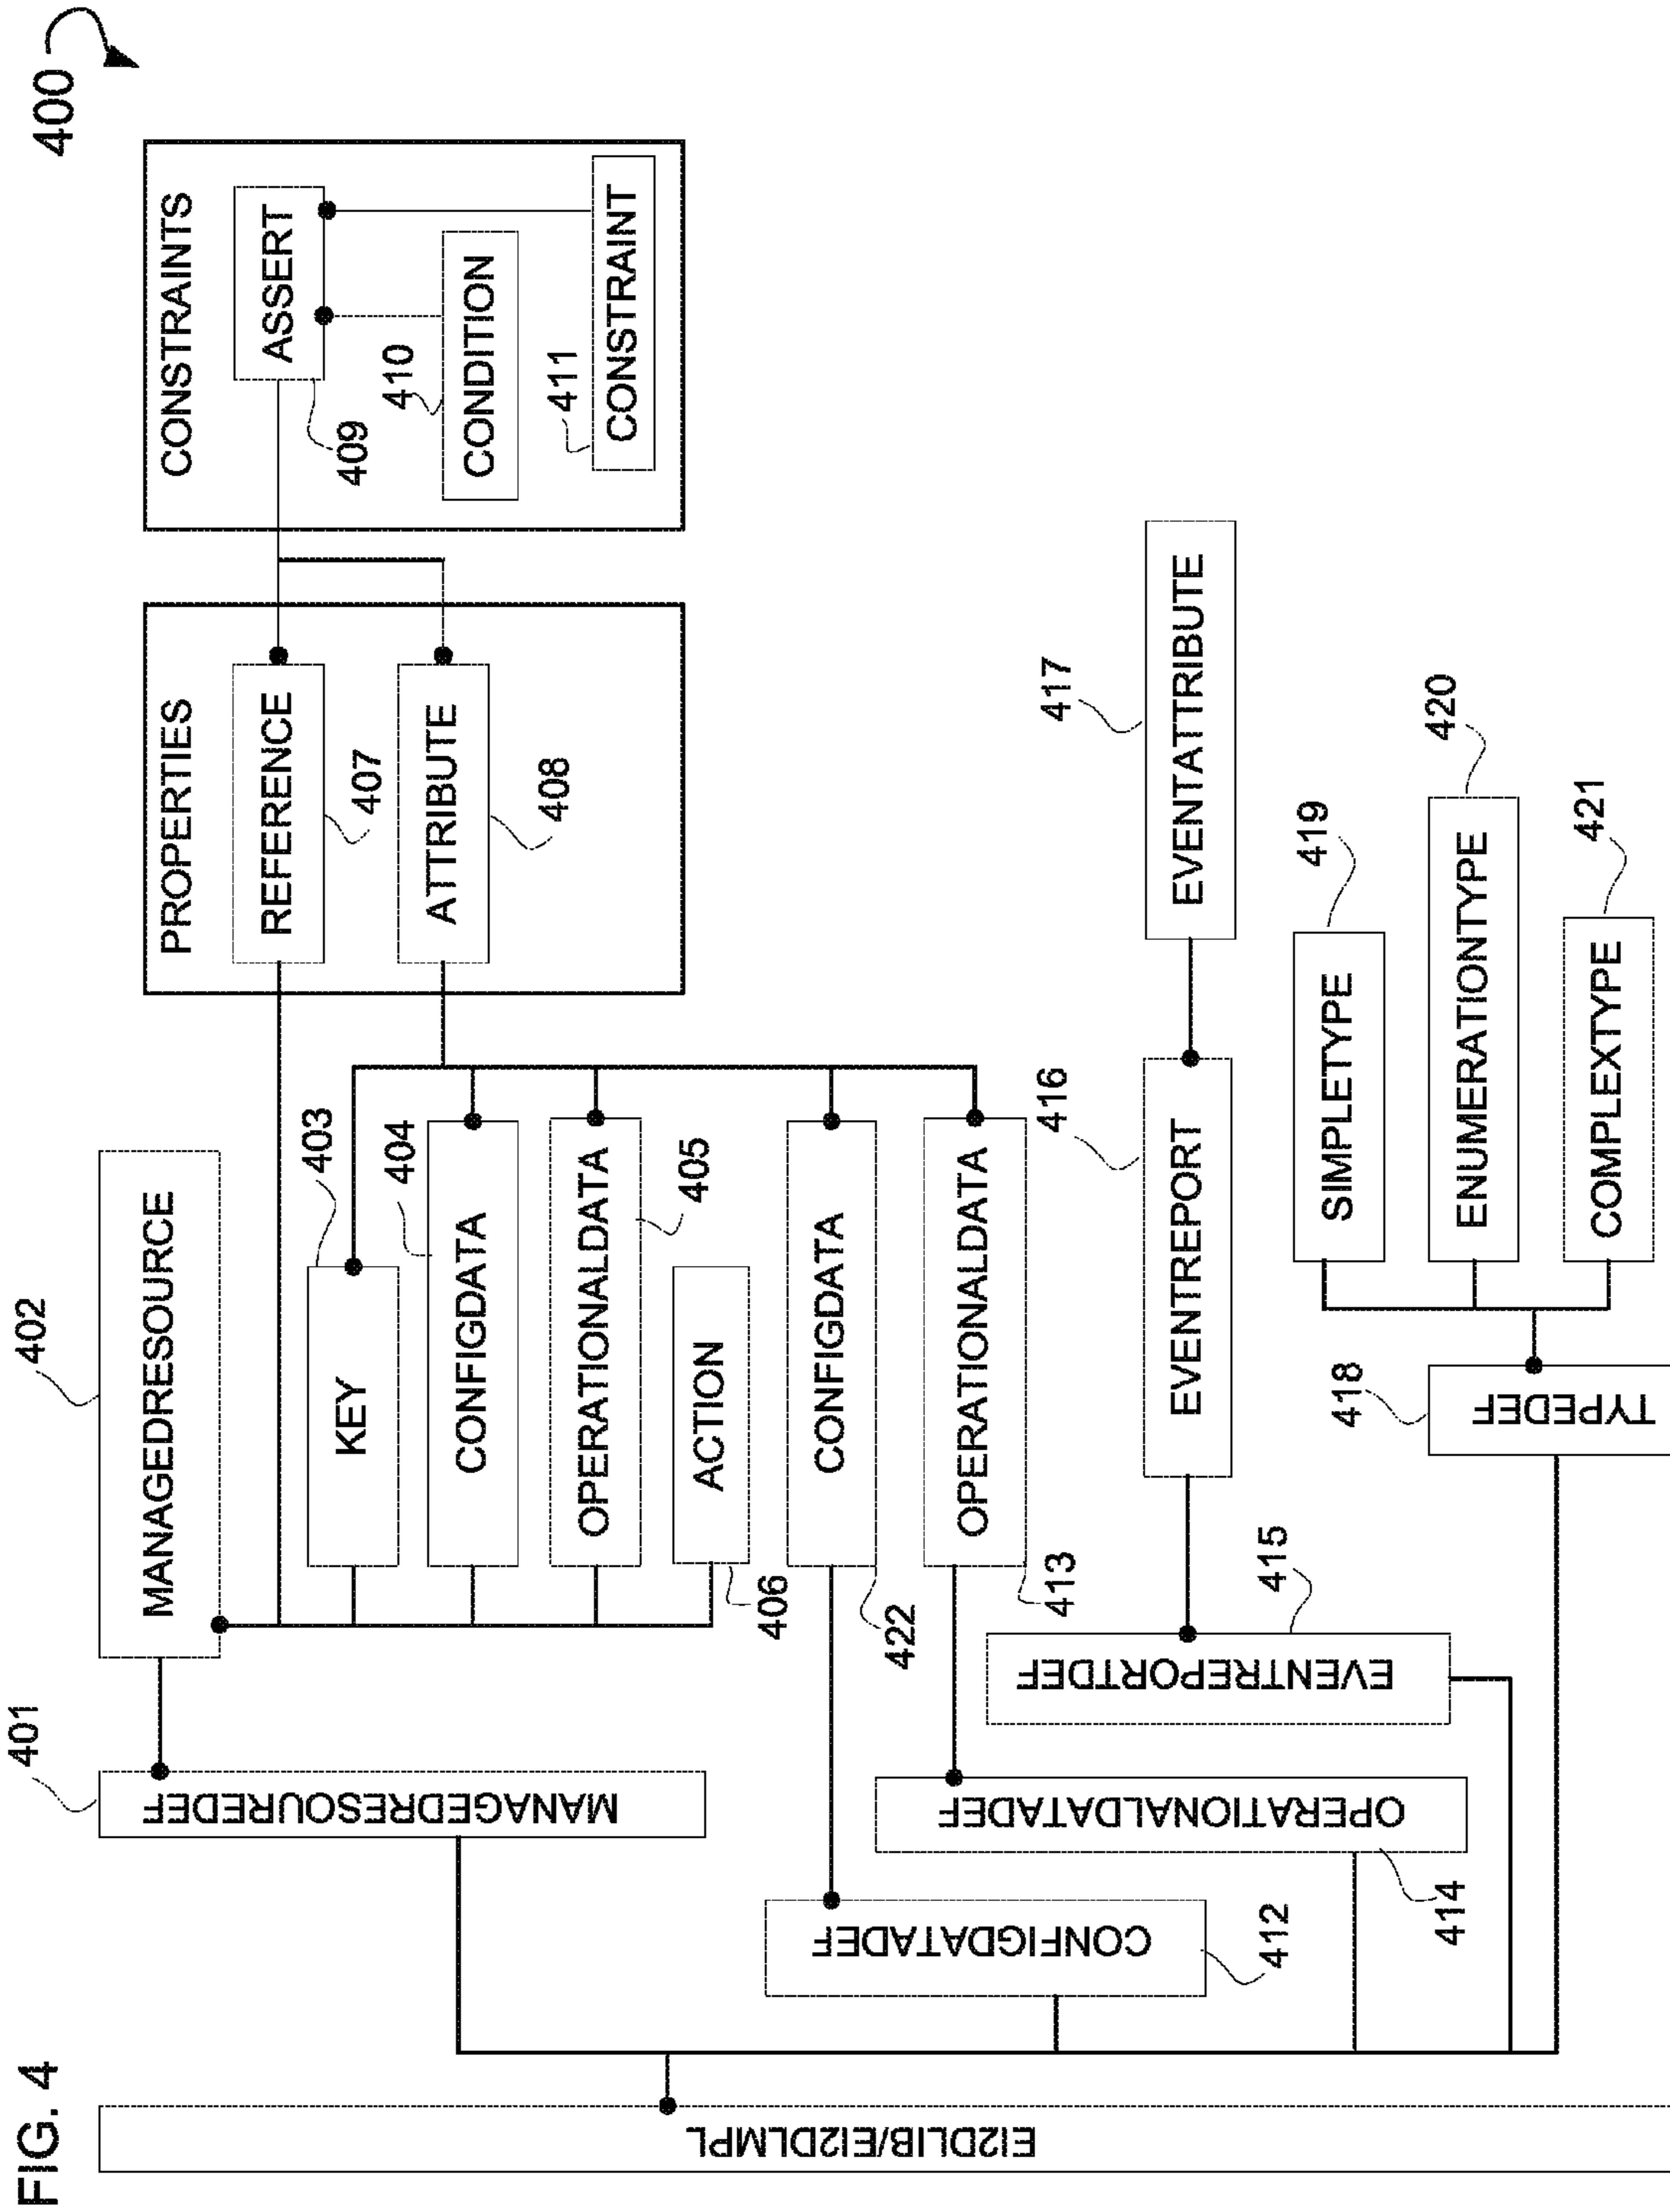 FIG. 4
400
EI2DLIB/EI2DLMPL
401
MANAGEDRESOUREDEF
402
MANAGEDRESOURCE
403
KEY
404
CONFIGDATA
405
OPERATIONALDATA
406
ACTION
PROPERTIES
REFERENCE
407
ATTRIBUTE
408
CONSTRAINTS
ASSERT
409
410
CONDITION
411
CONSTRAINT
CONFIGDATA
422
OPERATIONALDATA
413
CONFIGDATADEF
412
OPERATIONALDATADEF
414
EVENTREPORTDEF
415
EVENTREPORT
416
EVENTATTRIBUTE
417
TYPEDEF
418
SIMPLETYPE
419
ENUMERATIONTYPE
420
COMPLEXTYPE
421